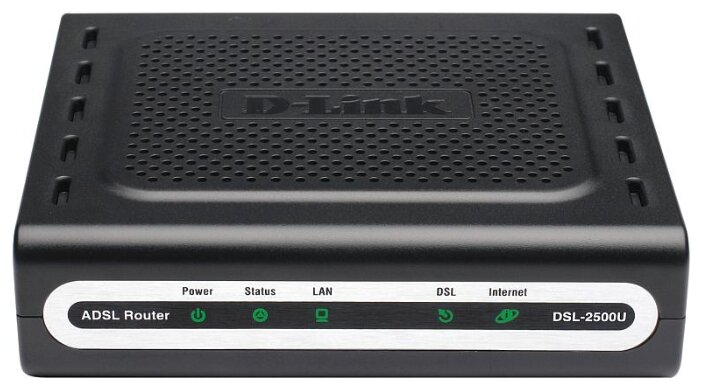 D-Link
Power Status LAN DSL Internet
ADSL Router DSL-2500U